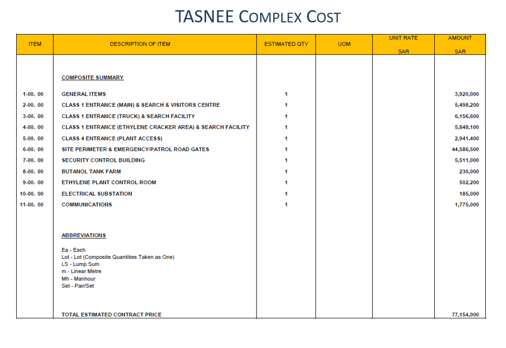 TASNEE COMPLEX COST
ITEM DESCRIPTION OF ITEM ESTIMATED QTY UOM UNIT RATE SAR AMOUNT SAR
COMPOSITE SUMMARY
1-00. 00 GENERAL ITEMS 1 3,920,000
2-00. 00 CLASS 1 ENTRANCE (MAIN) & SEARCH & VISITORS CENTRE 1 5,498,200
3-00. 00 CLASS 1 ENTRANCE (TRUCK) & SEARCH FACILITY 1 6,156,600
4-00. 00 CLASS 1 ENTRANCE (ETHYLENE CRACKER AREA) & SEARCH FACILITY 1 5,848,100
5-00. 00 CLASS 4 ENTRANCE (PLANT ACCESS) 1 2,941,400
6-00. 00 SITE PERIMETER & EMERGENCY/PATROL ROAD GATES 1 44,586,500
7-00. 00 SECURITY CONTROL BUILDING 1 5,511,000
8-00. 00 BUTANOL TANK FARM 1 230,000
9-00. 00 ETHYLENE PLANT CONTROL ROOM 1 502,200
10-00. 00 ELECTRICAL SUBSTATION 1 185,000
11-00. 00 COMMUNICATIONS 1 1,775,000
ABBREVIATIONS
Ea - Each
Lot - Lot (Composite Quantities Taken as One)
LS - Lump Sum
m - Linear Metre
Mh - Manhour
Set - Pair/Set
TOTAL ESTIMATED CONTRACT PRICE 77,154,000